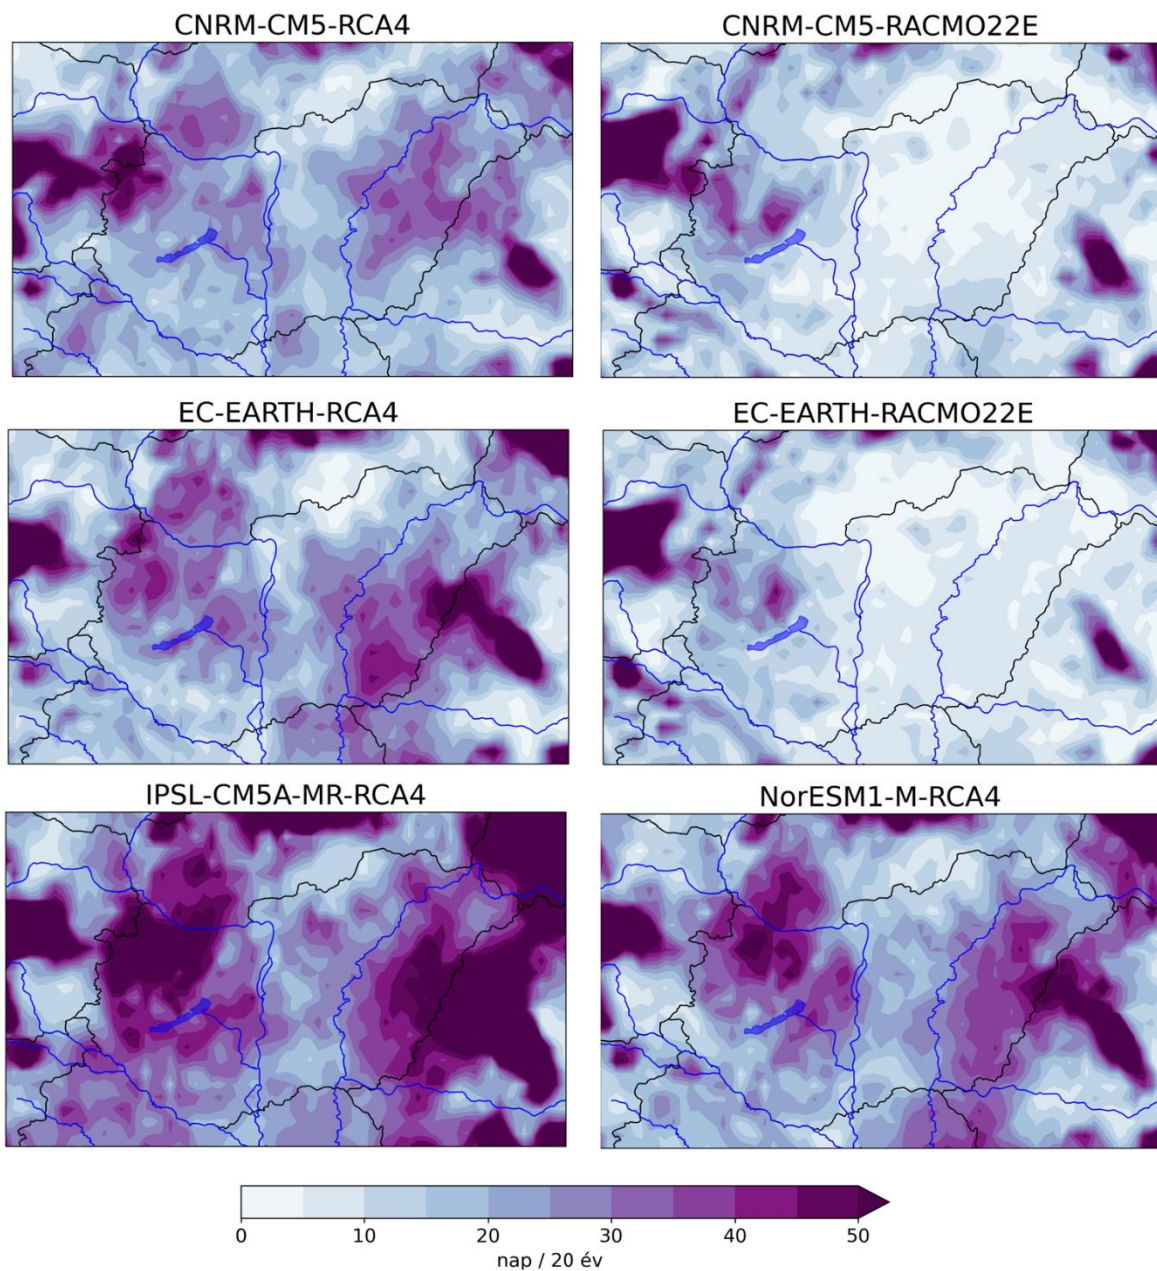 CNRM-CM5-RCA4
CNRM-CM5-RACMO22E
EC-EARTH-RCA4
EC-EARTH-RACMO22E
IPSL-CM5A-MR-RCA4
NorESM1-M-RCA4
0 10 20 30 40 50
nap / 20 év